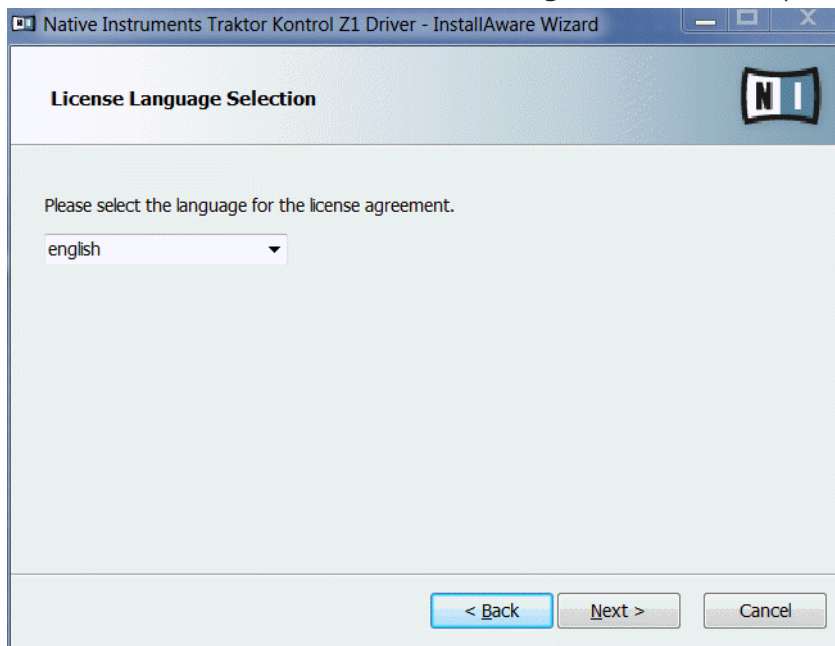 Native Instruments Traktor Kontrol Z1 Driver - InstallAware Wizard
License Language Selection
N I
Please select the language for the license agreement.
english
< Back Next > Cancel